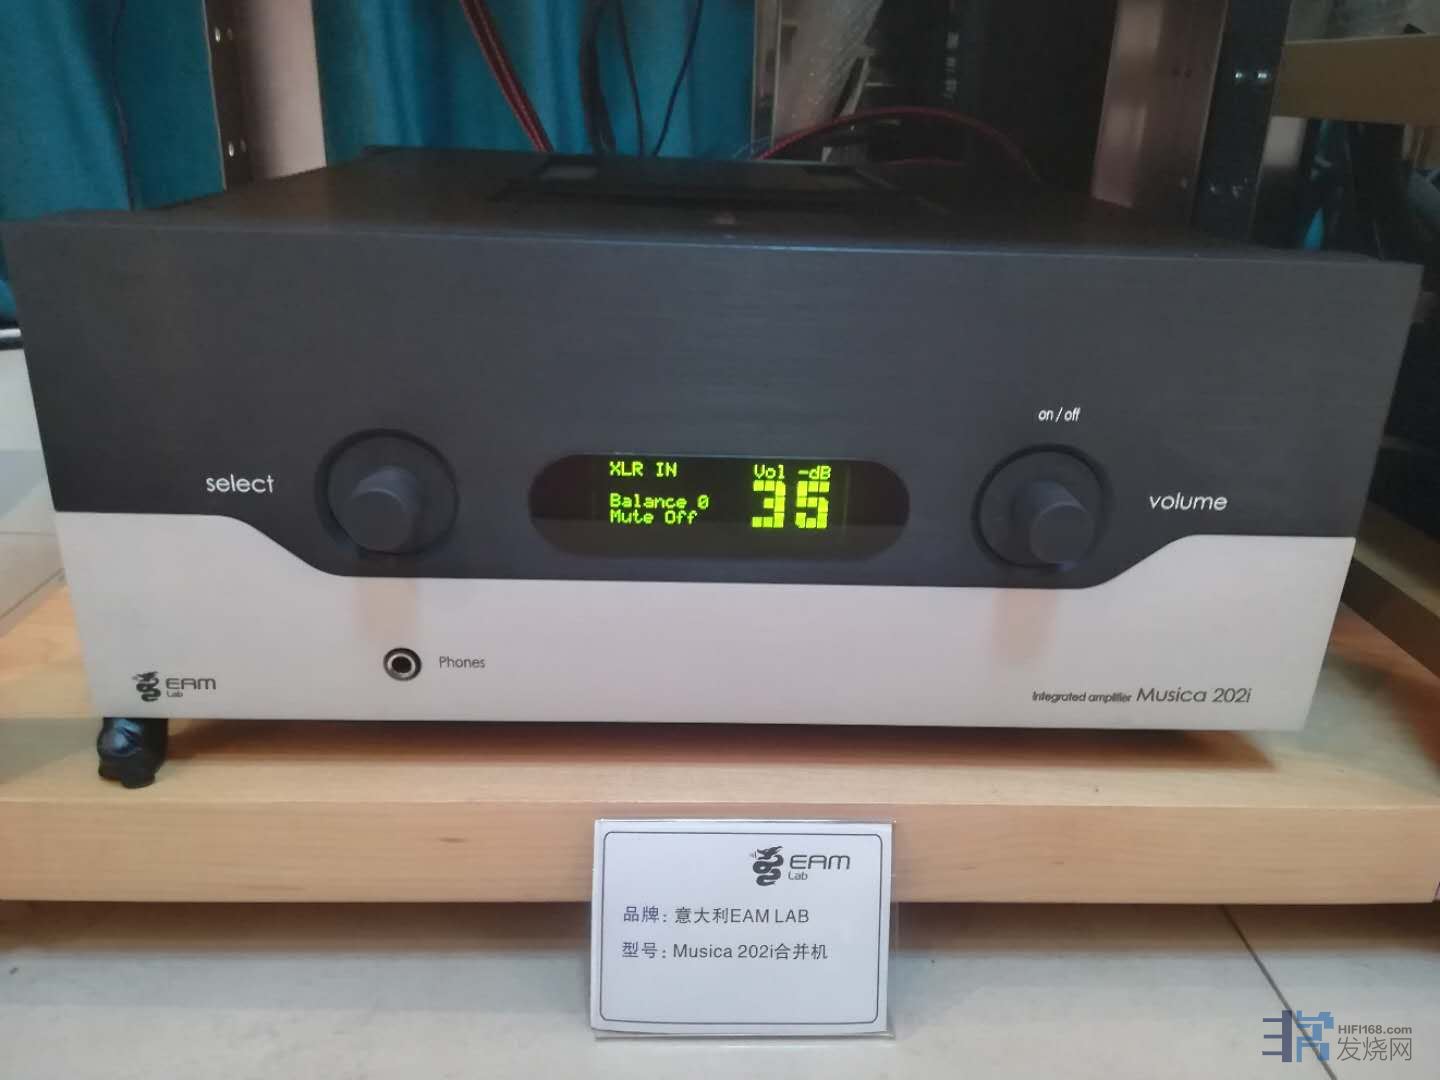 on / off
select
XLR IN
Vol -dB
35
Balance 0
Mute Off
volume
Phones
EAM
Lab
Integrated amplifier Musica 202i
EAM
Lab
品牌：意大利EAM LAB
型号：Musica 202i合并机
HIFI168.com
发烧网